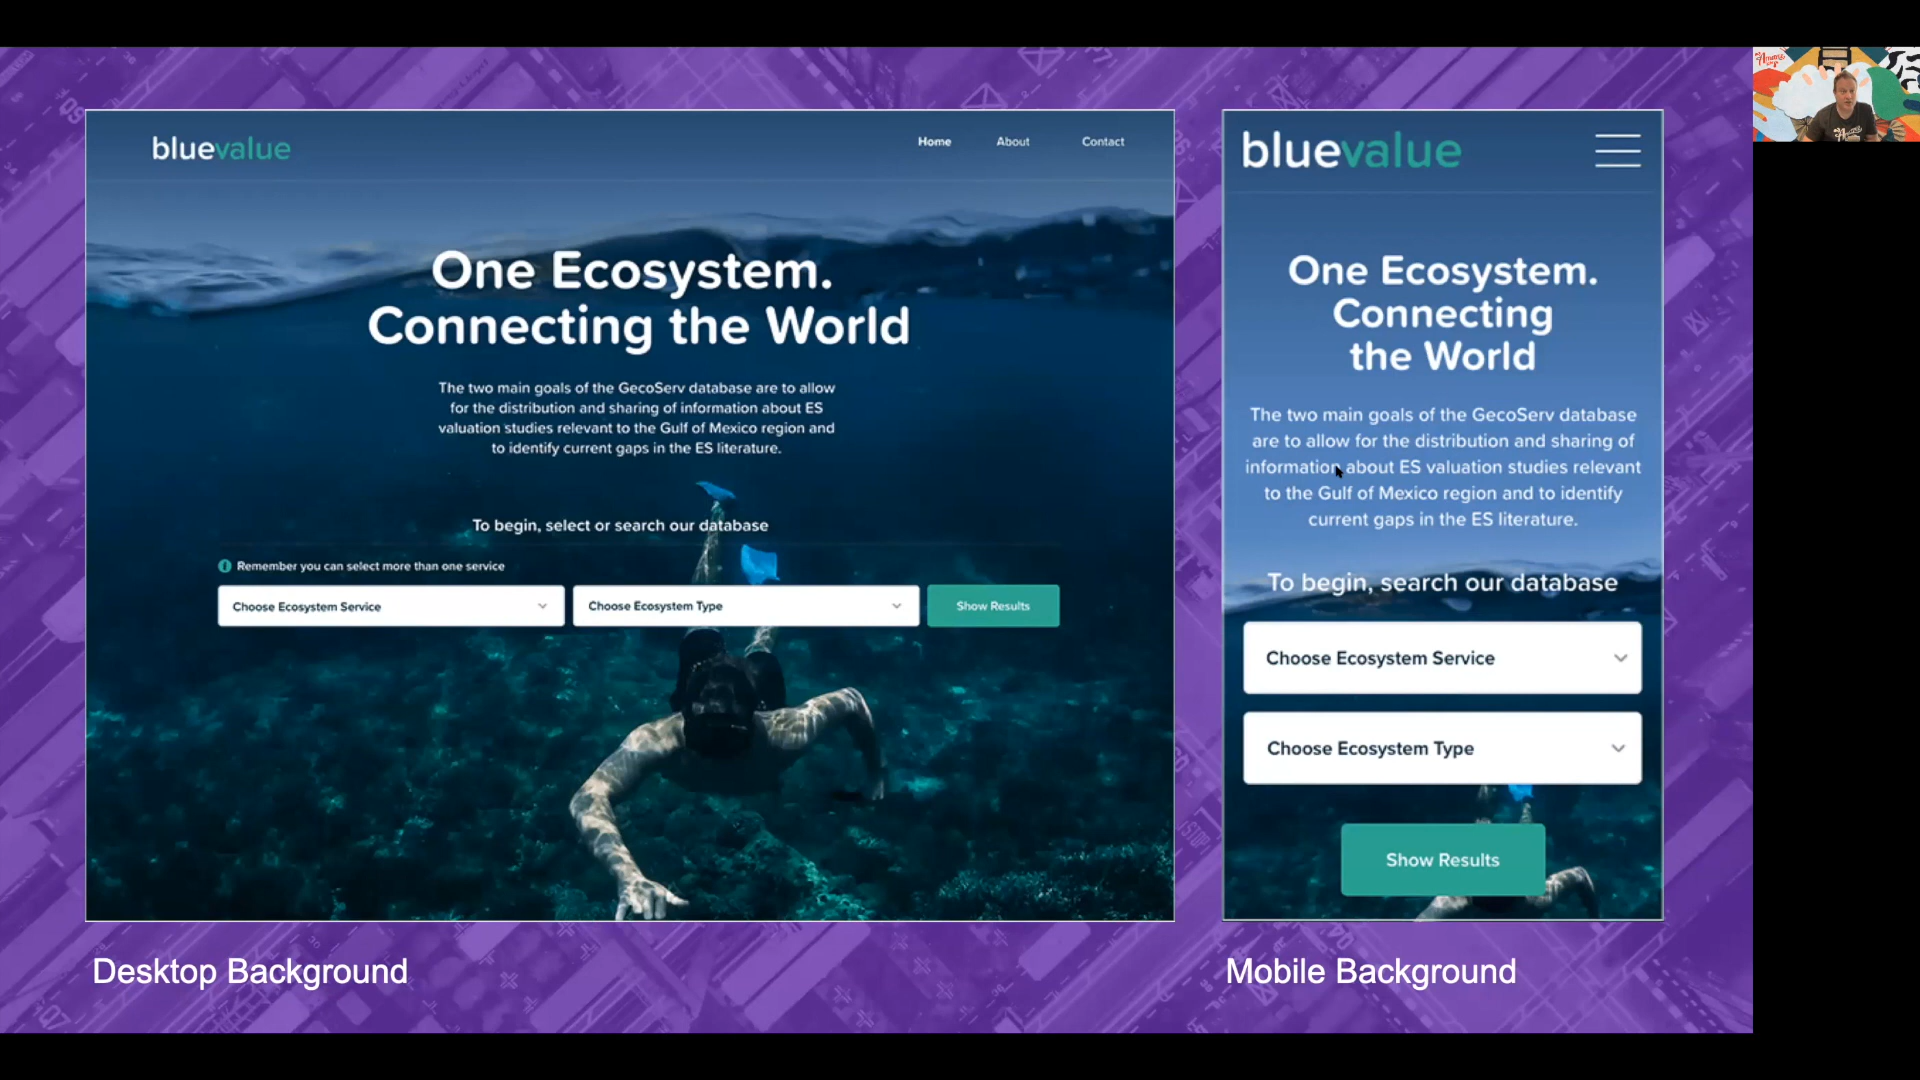 bluevalue
Home
About
Contact
One Ecosystem.
Connecting the World
The two main goals of the GecoServ database are to allow
for the distribution and sharing of information about ES
valuation studies relevant to the Gulf of Mexico region and
to identify current gaps in the ES literature.
To begin, select or search our database
Remember you can select more than one service
Choose Ecosystem Service
Choose Ecosystem Type
Show Results
Desktop Background
bluevalue
One Ecosystem.
Connecting
the World
The two main goals of the GecoServ database
are to allow for the distribution and sharing of
information about ES valuation studies relevant
to the Gulf of Mexico region and to identify
current gaps in the ES literature.
To begin, search our database
Choose Ecosystem Service
Choose Ecosystem Type
Show Results
Mobile Background